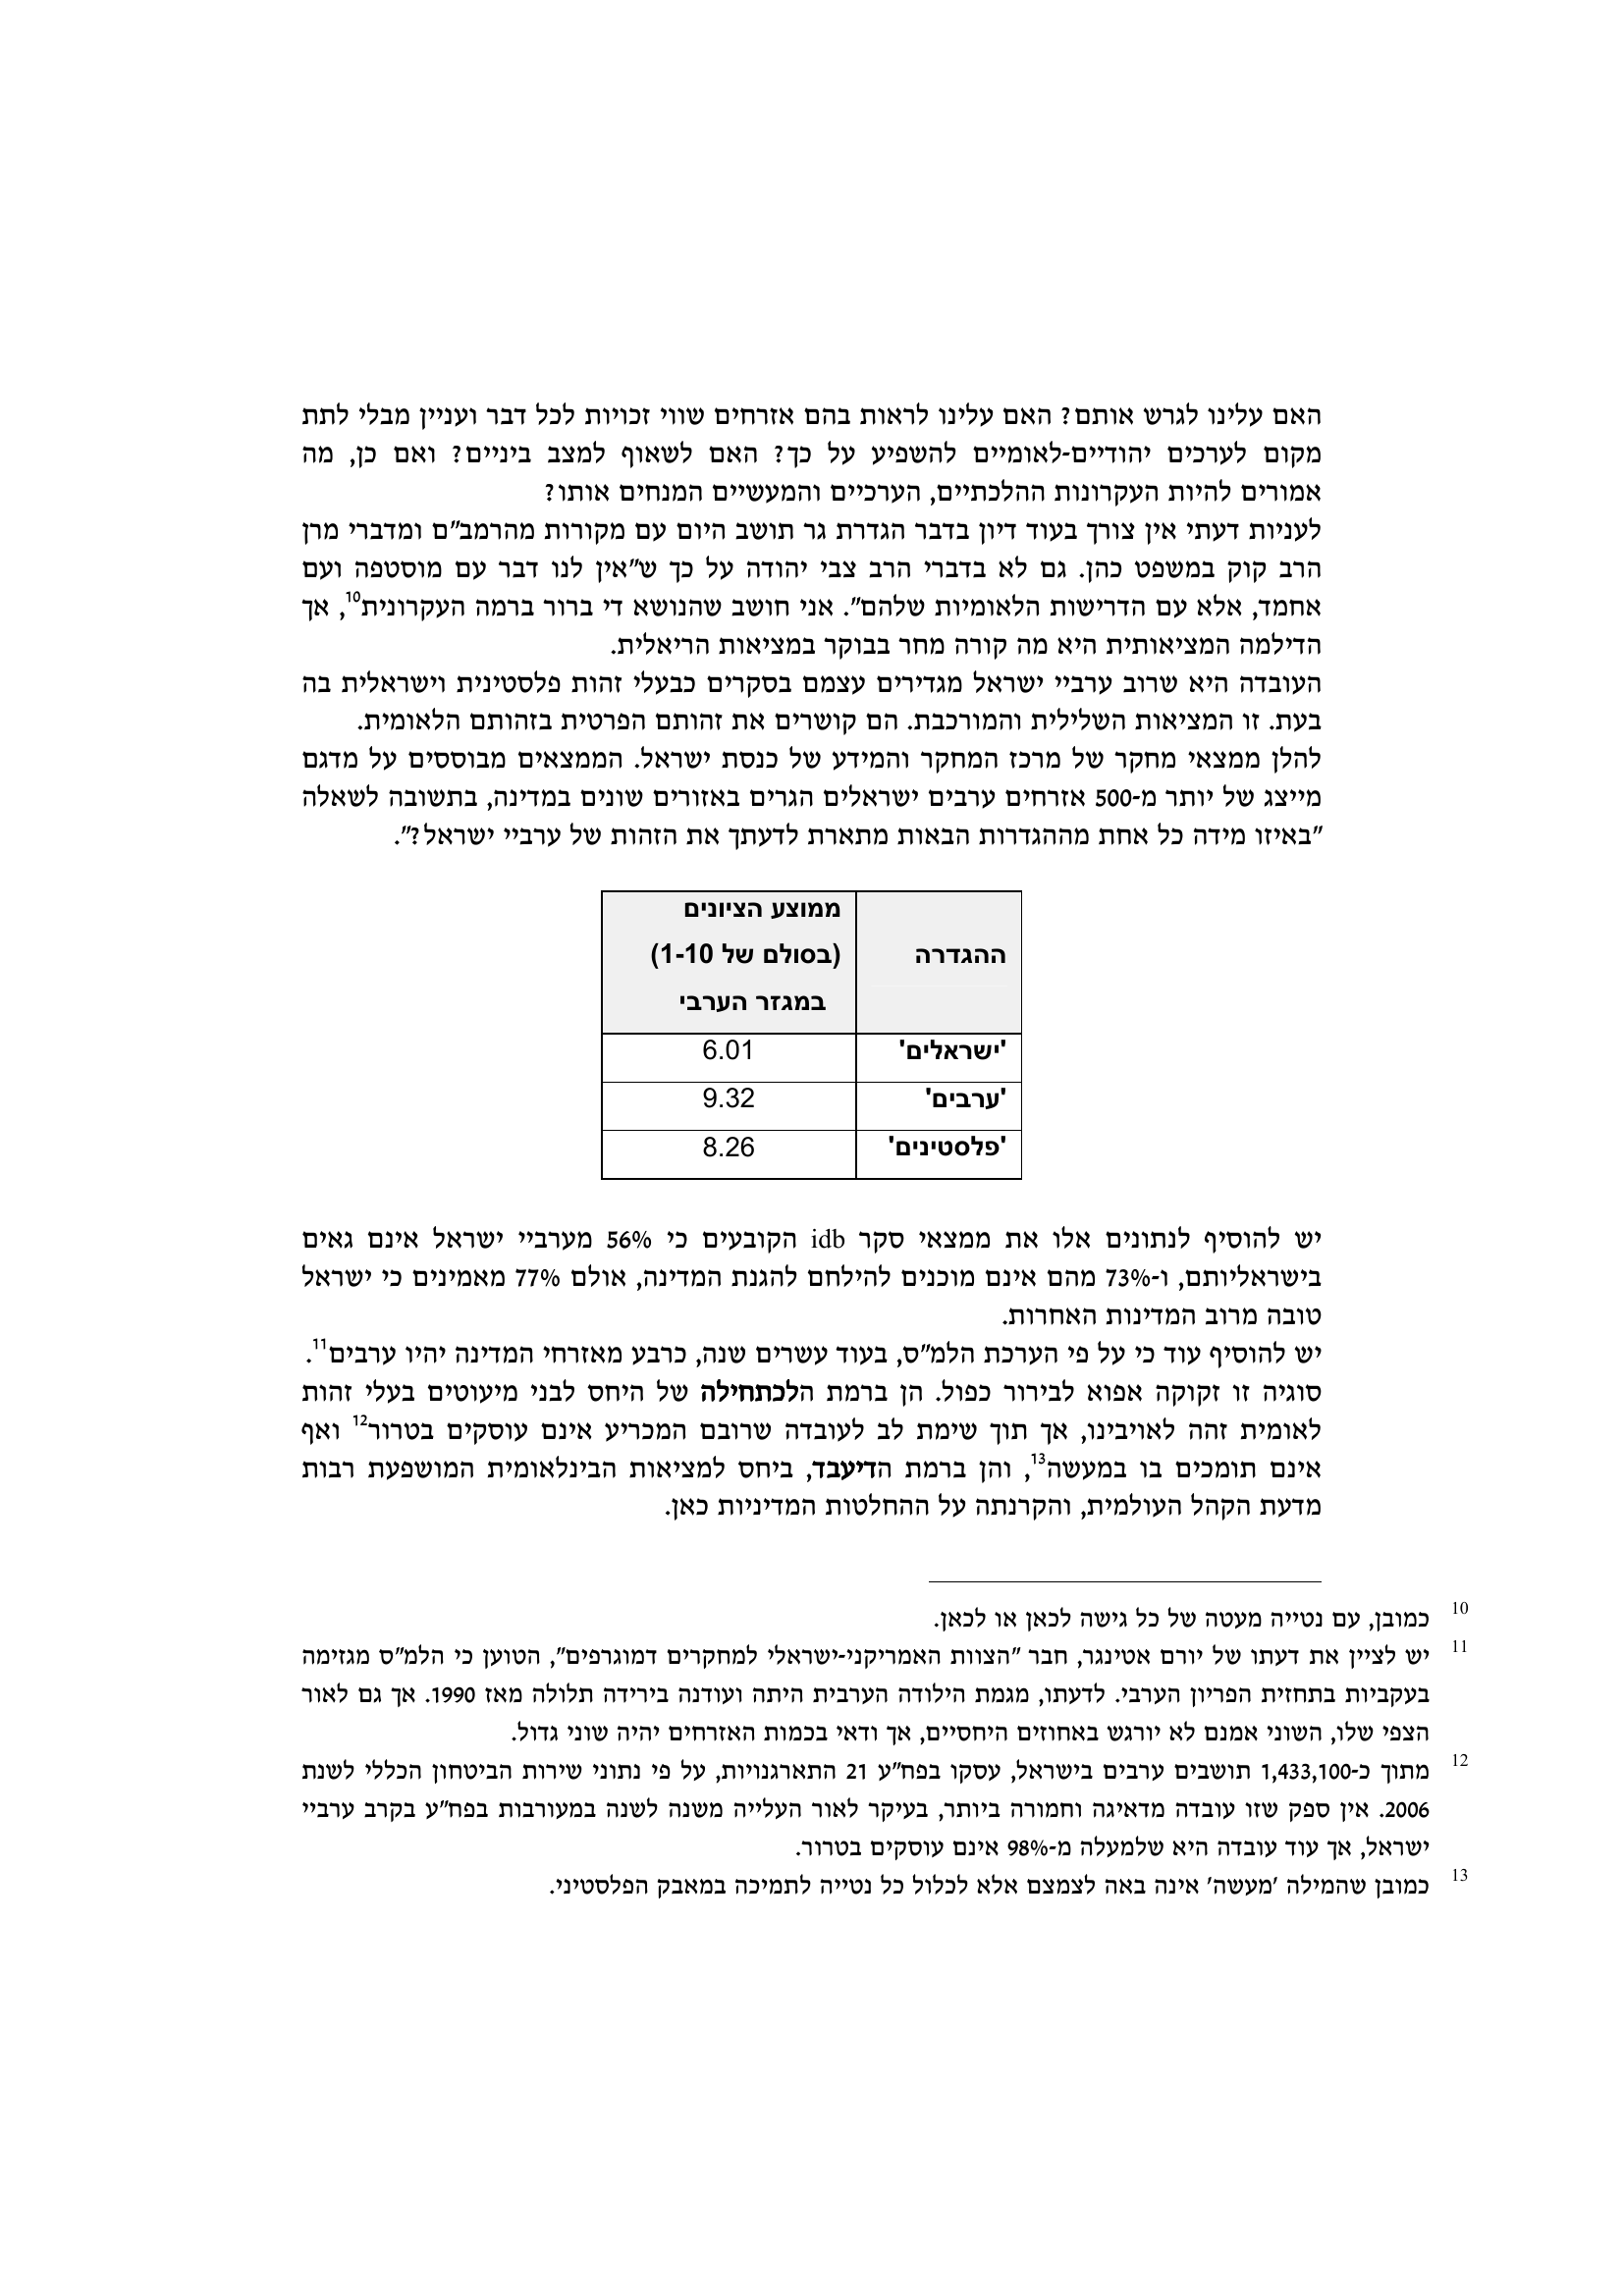 האם עלינו לגרש אותם? האם עלינו לראות בהם אזרחים שווי זכויות לכל דבר ועניין מבלי לתת
מקום לערכים יהודיים-לאומיים להשפיע על כך? האם לשאוף למצב ביניים? ואם כן, מה
אמורים להיות העקרונות ההלכתיים, הערכיים והמעשיים המנחים אותו?
לעניות דעתי אין צורך בעוד דיון בדבר הגדרת גר תושב היום עם מקורות מהרמב"ם ומדברי מרן
הרב קוק במשפט כהן. גם לא בדברי הרב צבי יהודה על כך ש"אין לנו דבר עם מוסטפה ועם
אחמד, אלא עם הדרישות הלאומיות שלהם". אני חושב שהנושא די ברור ברמה העקרונית10, אך
הדילמה המציאותית היא מה קורה מחר בבוקר במציאות הריאלית.
העובדה היא שרוב ערביי ישראל מגדירים עצמם בסקרים כבעלי זהות פלסטינית וישראלית בה
בעת. זו המציאות השלילית והמורכבת. הם קושרים את זהותם הפרטית בזהותם הלאומית.
להלן ממצאי מחקר של מרכז המחקר והמידע של כנסת ישראל. הממצאים מבוססים על מדגם
מייצג של יותר מ-500 אזרחים ערבים ישראלים הגרים באזורים שונים במדינה, בתשובה לשאלה
"באיזו מידה כל אחת מההגדרות הבאות מתארת לדעתך את הזהות של ערביי ישראל?".
ממוצע הציונים
ההגדרה (בסולם של 1-10)
במגזר הערבי
'ישראלים' 6.01
'ערבים' 9.32
'פלסטינים' 8.26
יש להוסיף לנתונים אלו את ממצאי סקר idb הקובעים כי 56% מערביי ישראל אינם גאים
בישראליותם, ו-73% מהם אינם מוכנים להילחם להגנת המדינה, אולם 77% מאמינים כי ישראל
טובה מרוב המדינות האחרות.
יש להוסיף עוד כי על פי הערכת הלמ"ס, בעוד עשרים שנה, כרבע מאזרחי המדינה יהיו ערבים11.
סוגיה זו זקוקה אפוא לבירור כפול. הן ברמת הלכתחילה של היחס לבני מיעוטים בעלי זהות
לאומית זהה לאויבינו, אך תוך שימת לב לעובדה שרובם המכריע אינם עוסקים בטרור12 ואף
אינם תומכים בו במעשה13, והן ברמת הדיעבד, ביחס למציאות הבינלאומית המושפעת רבות
מדעת הקהל העולמית, והקרנתה על ההחלטות המדיניות כאן.
10 כמובן, עם נטייה מעטה של כל גישה לכאן או לכאן.
11 יש לציין את דעתו של יורם אטינגר, חבר "הצוות האמריקני-ישראלי למחקרים דמוגרפים", הטוען כי הלמ"ס מגזימה
בעקביות בתחזית הפריון הערבי. לדעתו, מגמת הילודה הערבית היתה ועודנה בירידה תלולה מאז 1990. אך גם לאור
הצפי שלו, השוני אמנם לא יורגש באחוזים היחסיים, אך ודאי בכמות האזרחים יהיה שוני גדול.
12 מתוך כ-1,433,100 תושבים ערבים בישראל, עסקו בפח"ע 21 התארגנויות, על פי נתוני שירות הביטחון הכללי לשנת
2006. אין ספק שזו עובדה מדאיגה וחמורה ביותר, בעיקר לאור העלייה משנה לשנה במעורבות בפח"ע בקרב ערביי
ישראל, אך עוד עובדה היא שלמעלה מ-98% אינם עוסקים בטרור.
13 כמובן שהמילה 'מעשה' אינה באה לצמצם אלא לכלול כל נטייה לתמיכה במאבק הפלסטיני.